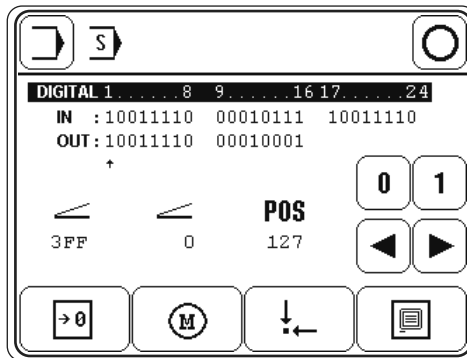 S
DIGITAL 1......8 9......16 17......24
IN :10011110 00010111 10011110
OUT:10011110 00010001
0 1
POS
3FF 0 127
→0 M